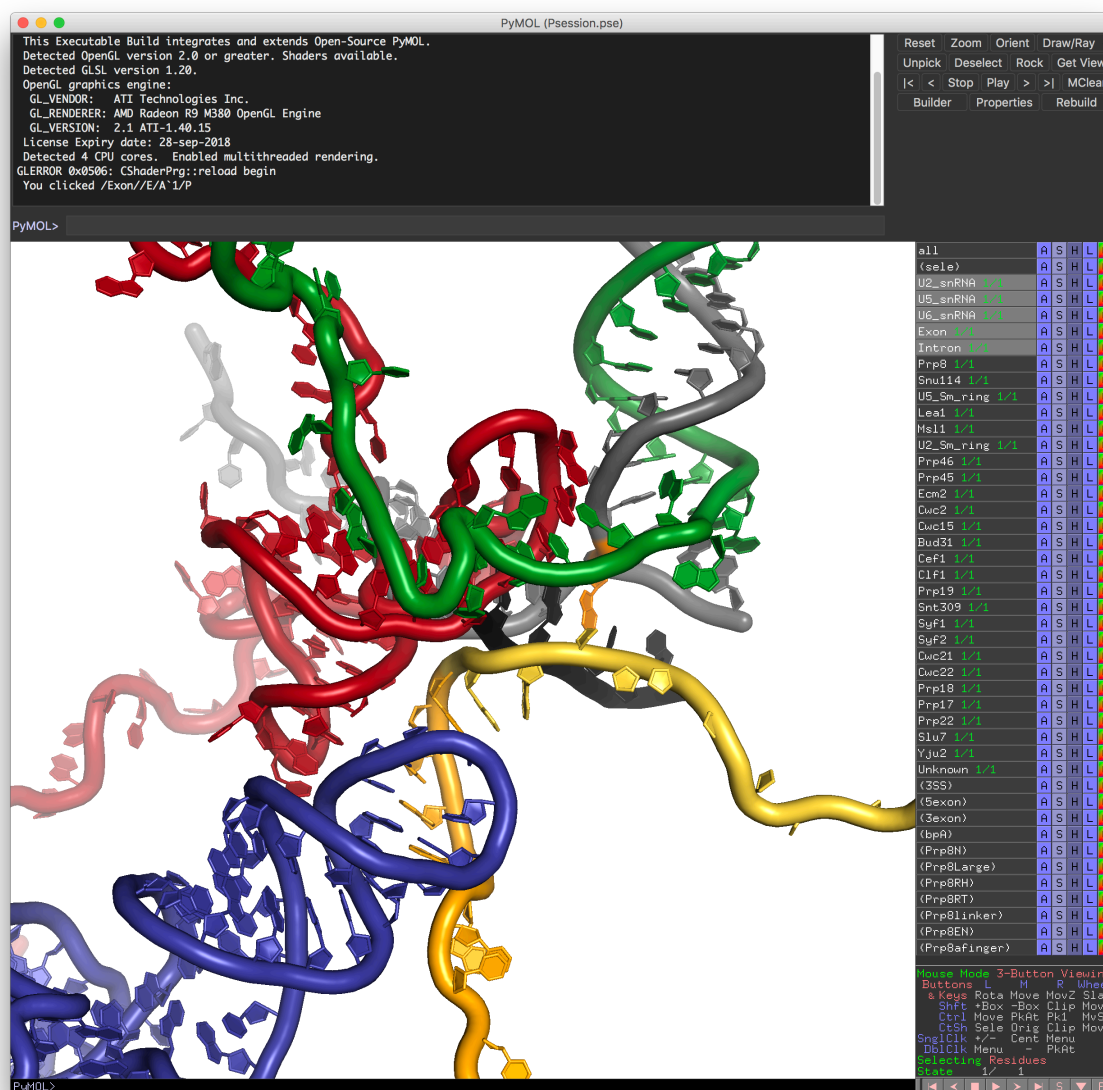 PyMOL (Psession.pse)
This Executable Build integrates and extends Open-Source PyMOL.
Detected OpenGL version 2.0 or greater. Shaders available.
Detected GLSL version 1.20.
OpenGL graphics engine:
GL_VENDOR: ATI Technologies Inc.
GL_RENDERER: AMD Radeon R9 M380 OpenGL Engine
GL_VERSION: 2.1 ATI-1.40.15
License Expiry date: 28-sep-2018
Detected 4 CPU cores. Enabled multithreaded rendering.
GLERROR 0x0506: CShaderPrg::reload begin
You clicked /Exon//E/A`1/P
PyMOL>
Reset Zoom Orient Draw/Ray
Unpick Deselect Rock Get View
|< < Stop Play > >| MClear
Builder Properties Rebuild
all A S H L
(sele) A S H L
U2_snRNA 1/1 A S H L
U5_snRNA 1/1 A S H L
U6_snRNA 1/1 A S H L
Exon 1/1 A S H L
Intron 1/1 A S H L
Prp8 1/1 A S H L
Snu114 1/1 A S H L
U5_Sm_ring 1/1 A S H L
Lea1 1/1 A S H L
Msl1 1/1 A S H L
U2_Sm_ring 1/1 A S H L
Prp46 1/1 A S H L
Prp45 1/1 A S H L
Ecm2 1/1 A S H L
Cwc2 1/1 A S H L
Cwc15 1/1 A S H L
Bud31 1/1 A S H L
Cef1 1/1 A S H L
Clf1 1/1 A S H L
Prp19 1/1 A S H L
Snt309 1/1 A S H L
Syf1 1/1 A S H L
Syf2 1/1 A S H L
Cwc21 1/1 A S H L
Cwc22 1/1 A S H L
Prp18 1/1 A S H L
Prp17 1/1 A S H L
Prp22 1/1 A S H L
Slu7 1/1 A S H L
Yju2 1/1 A S H L
Unknown 1/1 A S H L
(3SS) A S H L
(5exon) A S H L
(3exon) A S H L
(bpA) A S H L
(Prp8N) A S H L
(Prp8Large) A S H L
(Prp8RH) A S H L
(Prp8RT) A S H L
(Prp8linker) A S H L
(Prp8EN) A S H L
(Prp8afinger) A S H L
Mouse Mode 3-Button Viewin
Buttons L M R Whee
& Keys Rota Move MovZ Sla
Shft +Box -Box Clip Mov
Ctrl Move PkAt Pk1 MvS
CtSh Sele Orig Clip Mov
SnglClk +/- Cent Menu
DblClk Menu - PkAt
Selecting Residues
State 1/ 1
PyMOL> S